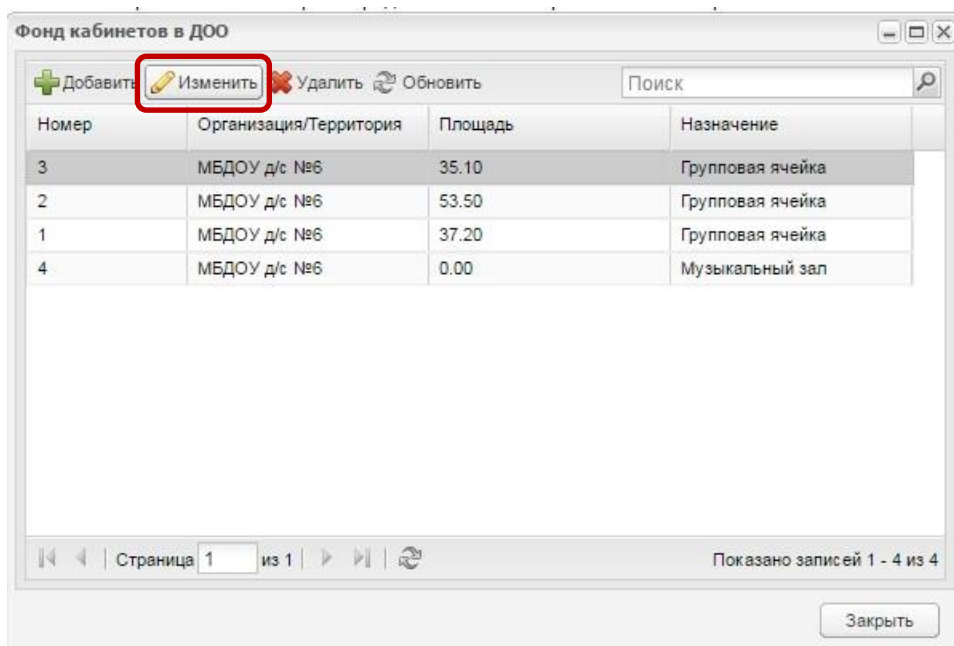 Фонд кабинетов в ДОО
Добавить Изменить Удалить Обновить Поиск
Номер Организация/Территория Площадь Назначение
3 МБДОУ д/с №6 35.10 Групповая ячейка
2 МБДОУ д/с №6 53.50 Групповая ячейка
1 МБДОУ д/с №6 37.20 Групповая ячейка
4 МБДОУ д/с №6 0.00 Музыкальный зал
Страница 1 из 1 Показано записей 1 - 4 из 4
Закрыть